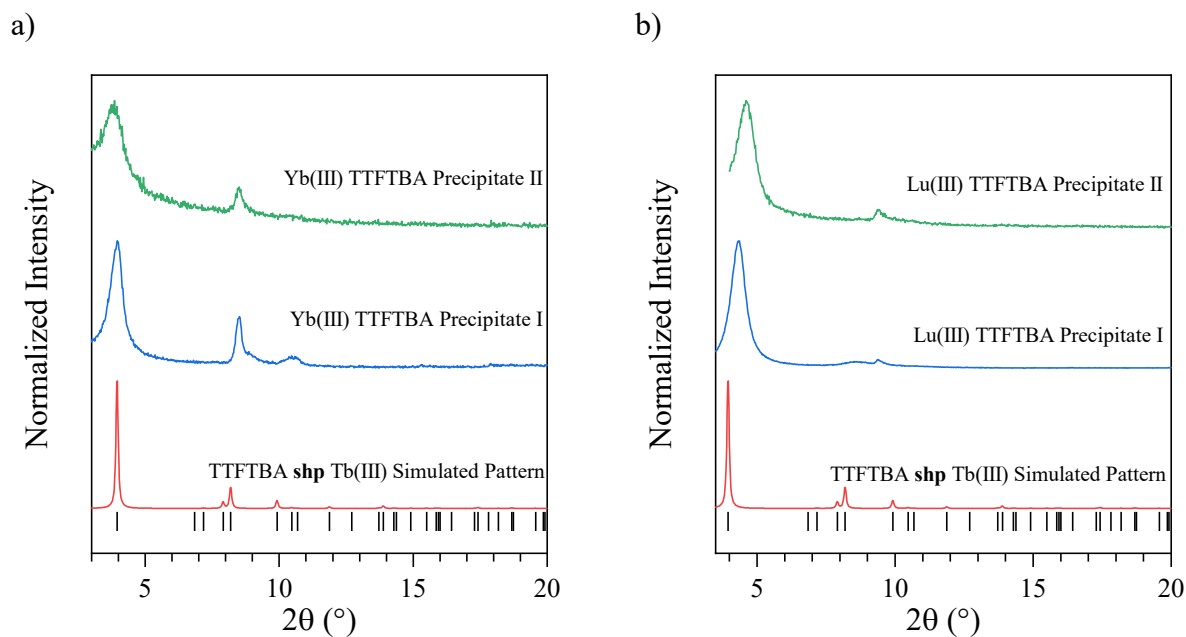 a)
Normalized Intensity
Yb(III) TTFTBA Precipitate II
Yb(III) TTFTBA Precipitate I
TTFTBA shp Tb(III) Simulated Pattern
5 10 15 20
2θ (°)
b)
Normalized Intensity
Lu(III) TTFTBA Precipitate II
Lu(III) TTFTBA Precipitate I
TTFTBA shp Tb(III) Simulated Pattern
5 10 15 20
2θ (°)